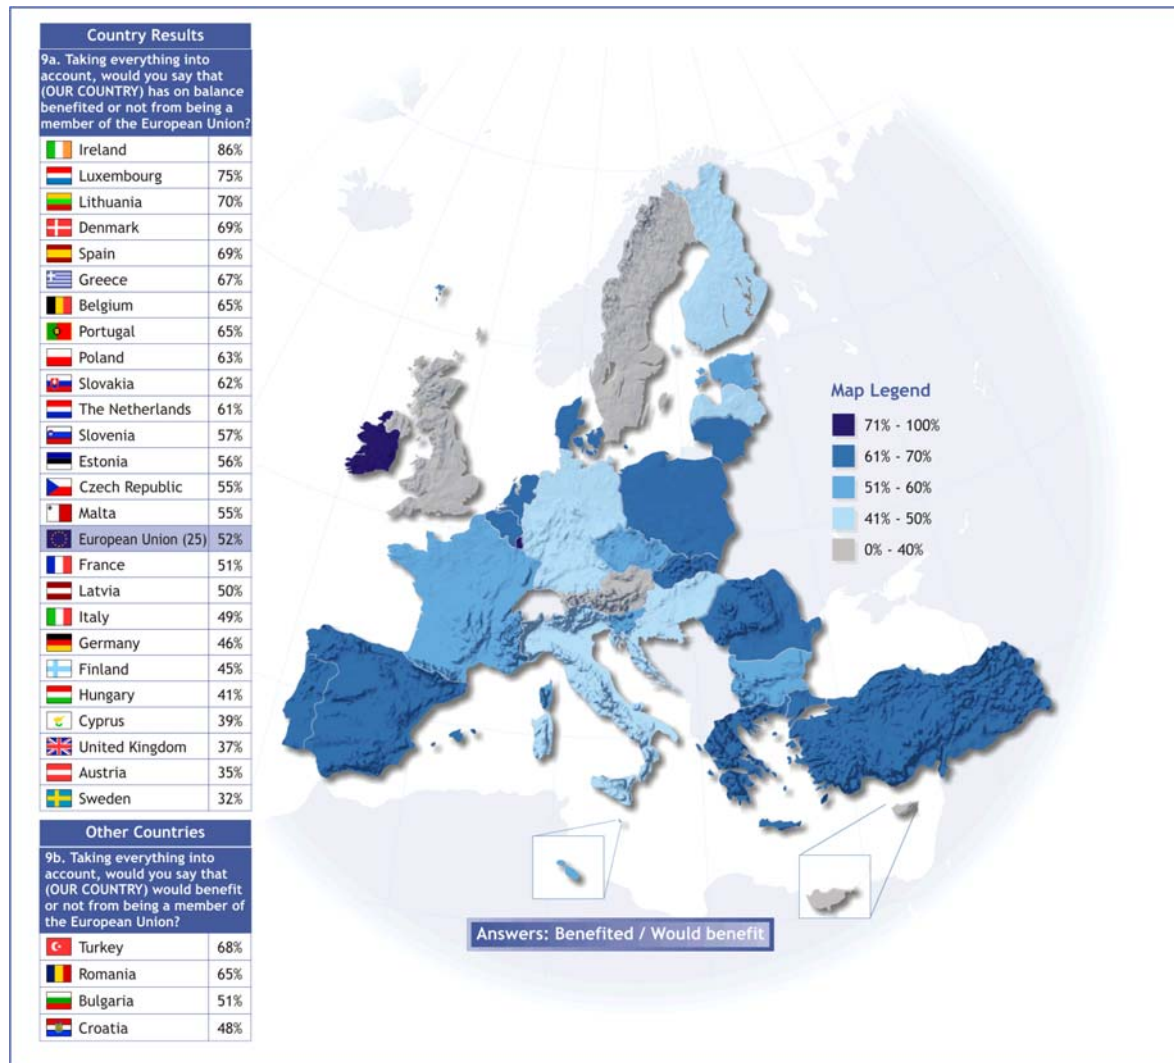 Country Results
9a. Taking everything into
account, would you say that
(OUR COUNTRY) has on balance
benefited or not from being a
member of the European Union?
Ireland 86%
Luxembourg 75%
Lithuania 70%
Denmark 69%
Spain 69%
Greece 67%
Belgium 65%
Portugal 65%
Poland 63%
Slovakia 62%
The Netherlands 61%
Slovenia 57%
Estonia 56%
Czech Republic 55%
Malta 55%
European Union (25) 52%
France 51%
Latvia 50%
Italy 49%
Germany 46%
Finland 45%
Hungary 41%
Cyprus 39%
United Kingdom 37%
Austria 35%
Sweden 32%
Other Countries
9b. Taking everything into
account, would you say that
(OUR COUNTRY) would benefit
or not from being a member of
the European Union?
Turkey 68%
Romania 65%
Bulgaria 51%
Croatia 48%
Map Legend
71% - 100%
61% - 70%
51% - 60%
41% - 50%
0% - 40%
Answers: Benefited / Would benefit